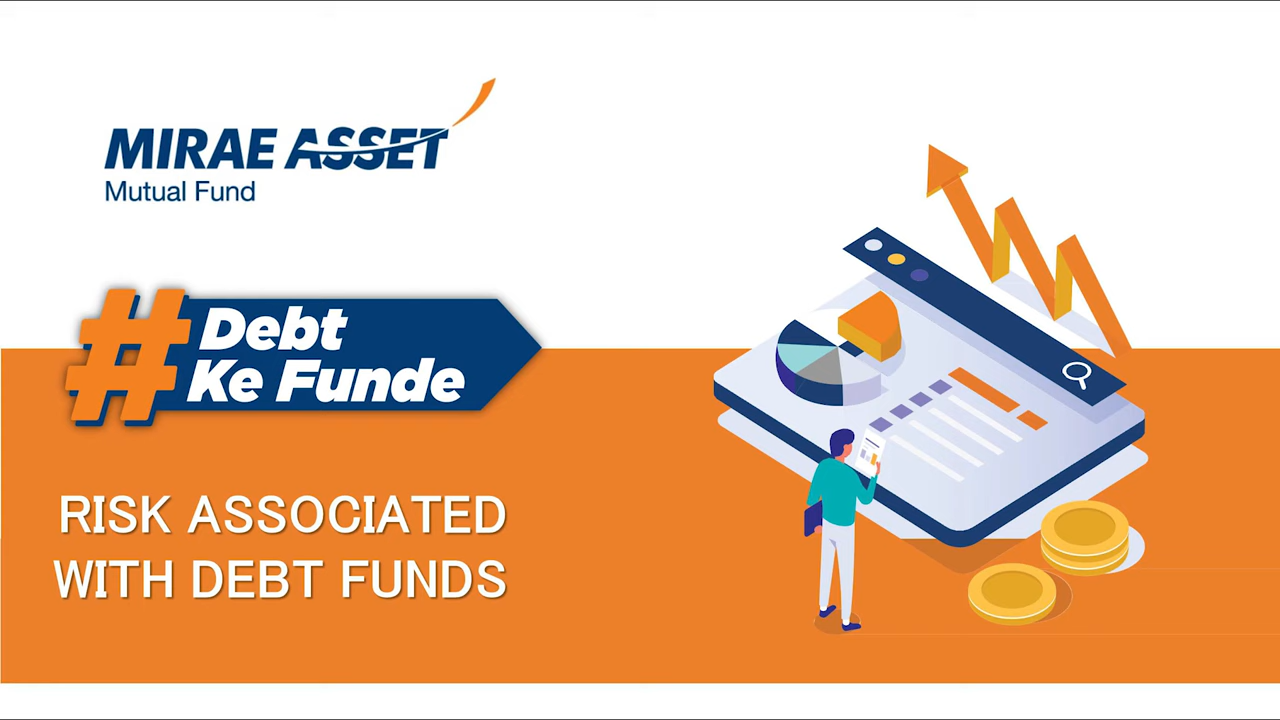 MIRAE ASSET
Mutual Fund
#Debt
Ke Funde
RISK ASSOCIATED
WITH DEBT FUNDS